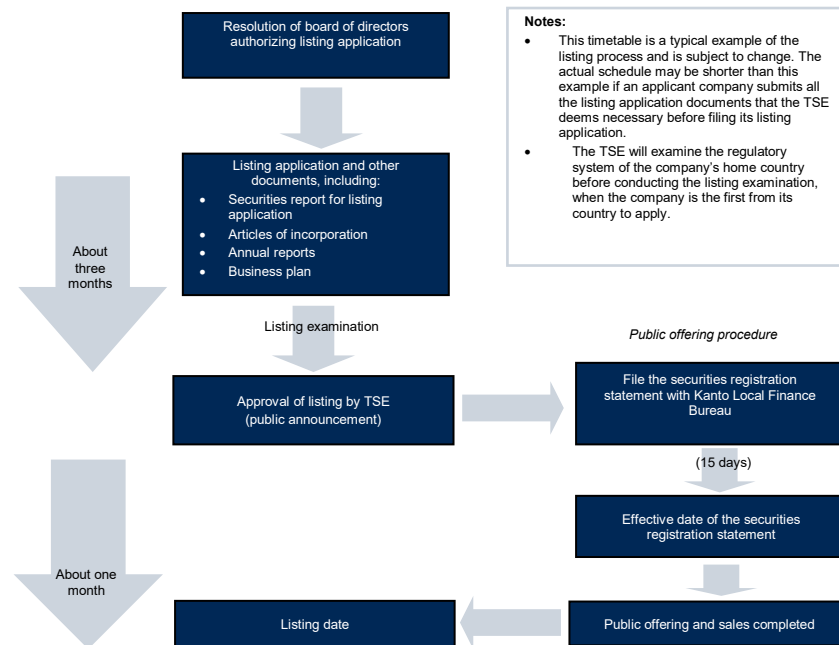 Resolution of board of directors
authorizing listing application
Notes:
• This timetable is a typical example of the
listing process and is subject to change. The
actual schedule may be shorter than this
example if an applicant company submits all
the listing application documents that the TSE
deems necessary before filing its listing
application.
• The TSE will examine the regulatory
system of the company's home country
before conducting the listing examination,
when the company is the first from its
country to apply.
Listing application and other
documents, including:
• Securities report for listing
application
• Articles of incorporation
• Annual reports
• Business plan
About
three
months
Listing examination
Public offering procedure
Approval of listing by TSE
(public announcement)
File the securities registration
statement with Kanto Local Finance
Bureau
(15 days)
Effective date of the securities
registration statement
About one
month
Listing date
Public offering and sales completed